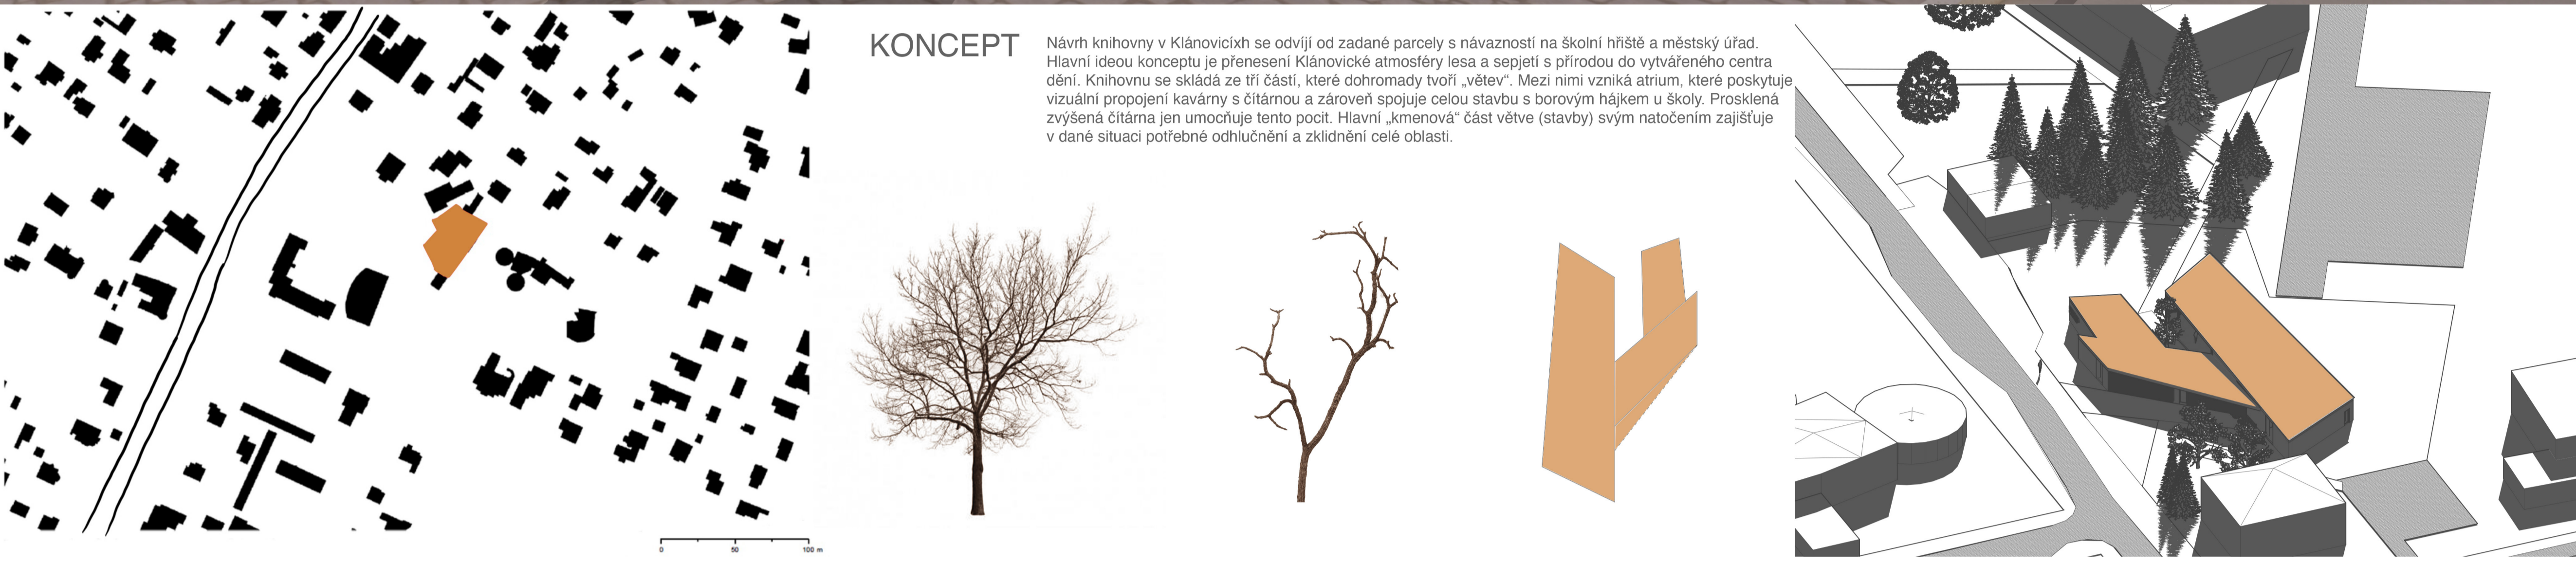 KONCEPT
Návrh knihovny v Klánovicíxh se odvíjí od zadané parcely s návazností na školní hřiště a městský úřad.
Hlavní ideou konceptu je přenesení Klánovické atmosféry lesa a sepjetí s přírodou do vytvářeného centra
dění. Knihovnu se skládá ze tří částí, které dohromady tvoří „větev“. Mezi nimi vzniká atrium, které poskytuje
vizuální propojení kavárny s čítárnou a zároveň spojuje celou stavbu s borovým hájkem u školy. Prosklená
zvýšená čítárna jen umocňuje tento pocit. Hlavní „kmenová“ část větve (stavby) svým natočením zajišťuje
v dané situaci potřebné odhlučnění a zklidnění celé oblasti.
0 50 100 m